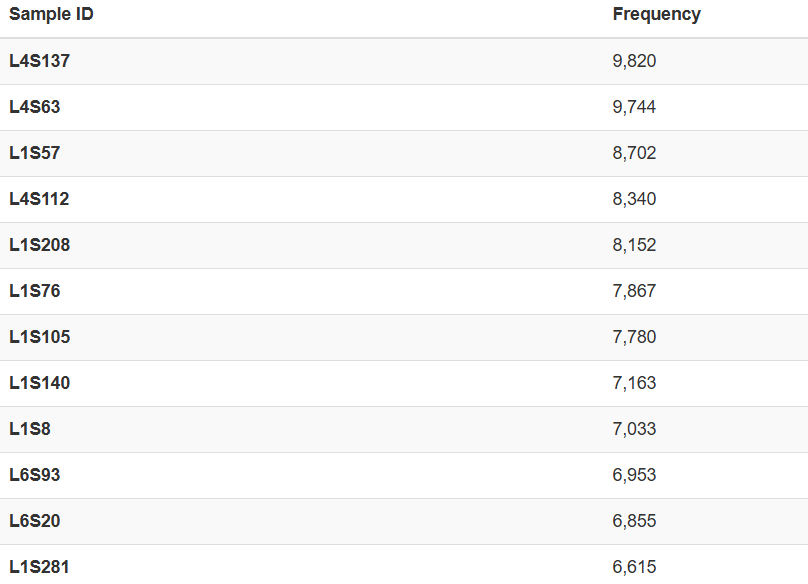 Sample ID Frequency
L4S137 9,820
L4S63 9,744
L1S57 8,702
L4S112 8,340
L1S208 8,152
L1S76 7,867
L1S105 7,780
L1S140 7,163
L1S8 7,033
L6S93 6,953
L6S20 6,855
L1S281 6,615